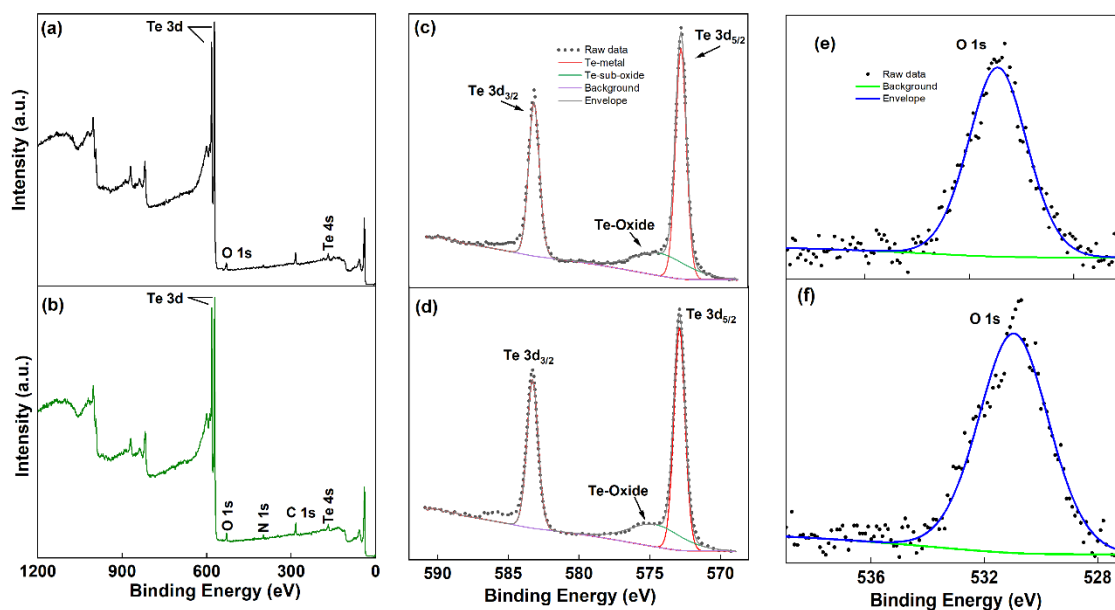 (a)
Te 3d
O 1s
Te 4s
Intensity (a.u.)
(b)
Te 3d
O 1s
N 1s
C 1s
Te 4s
Intensity (a.u.)
1200 900 600 300 0
Binding Energy (eV)
(c)
Raw data
Te-metal
Te-sub-oxide
Background
Envelope
Te 3d5/2
Te 3d3/2
Te-Oxide
Intensity (a.u.)
(d)
Te 3d5/2
Te 3d3/2
Te-Oxide
590 585 580 575 570
Binding Energy (eV)
(e)
O 1s
Raw data
Background
Envelope
(f)
O 1s
536 532 528
Binding Energy (eV)